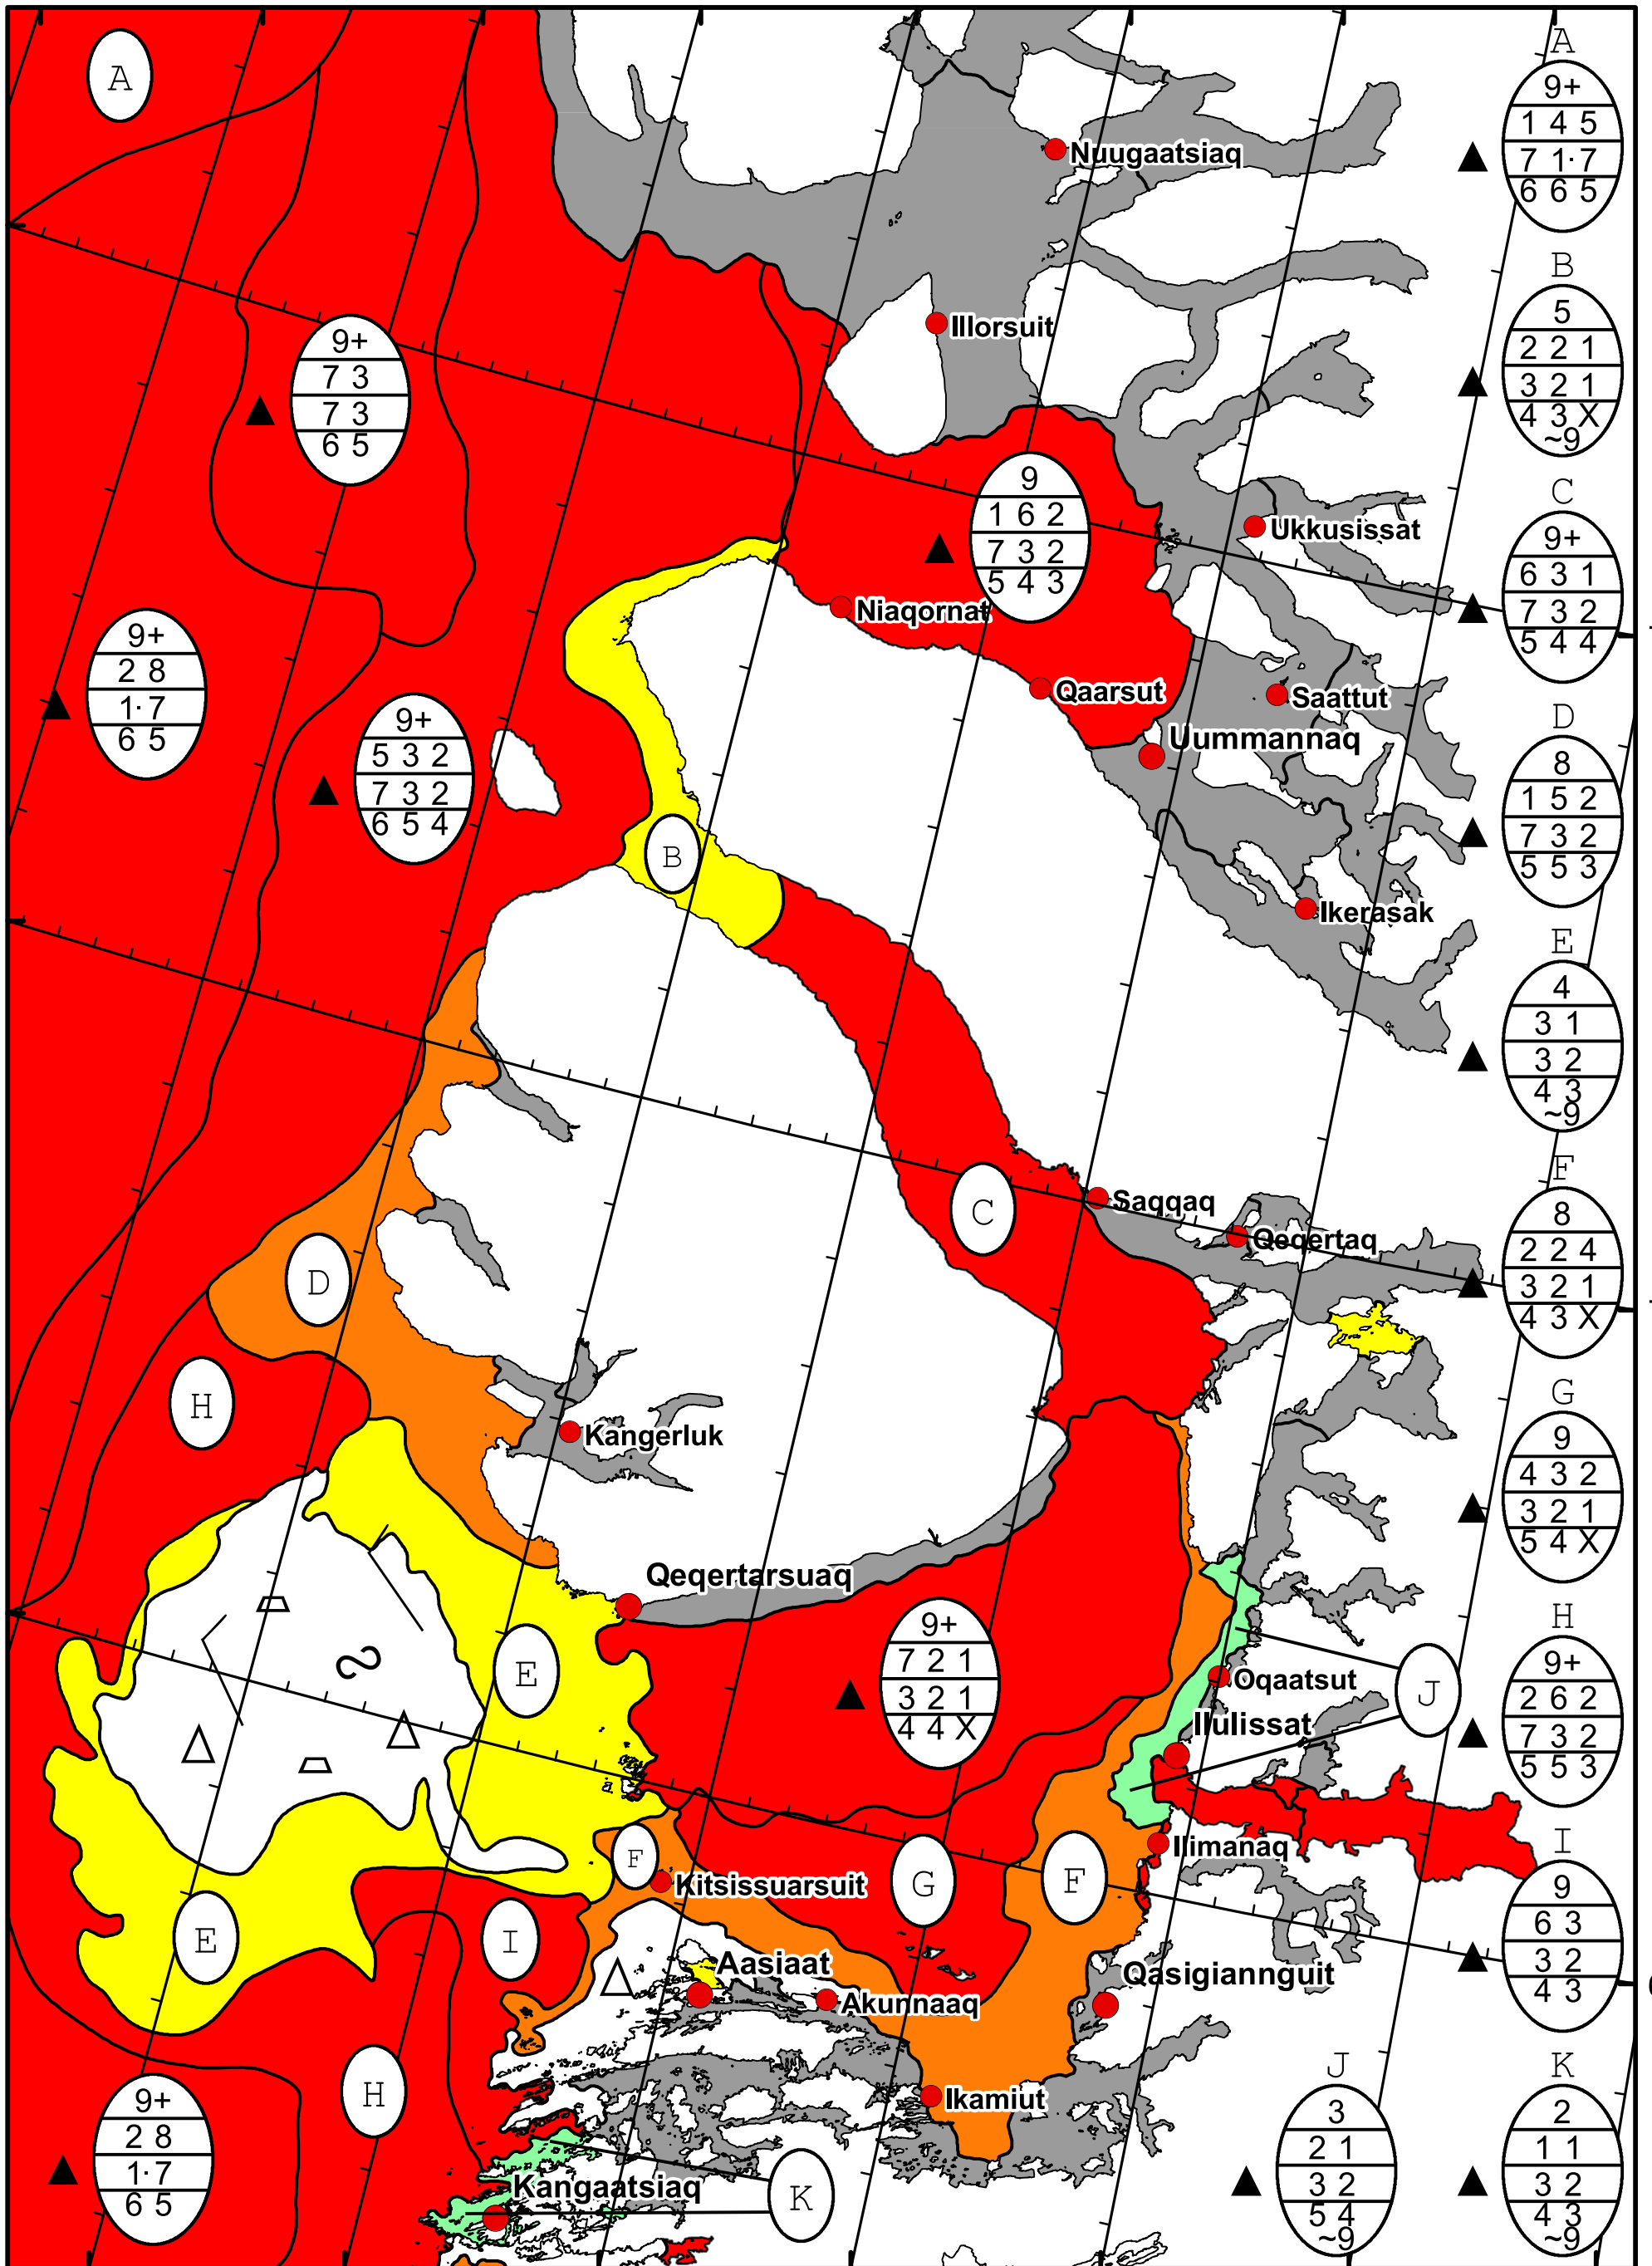 A
A
9+
1 4 5
7 1· 7
6 6 5
Nuugaatsiaq
B
5
2 2 1
3 2 1
4 3 X
~9
Illorsuit
9+
7 3
7 3
6 5
9
1 6 2
7 3 2
5 4 3
C
9+
6 3 1
7 3 2
5 4 4
Ukkusissat
Niaqornat
9+
2 8
1· 7
6 5
Qaarsut
Saattut
Uummannaq
9+
5 3 2
7 3 2
6 5 4
D
8
1 5 2
7 3 2
5 5 3
B
Ikerasak
E
4
3 1
3 2
4 3
~9
C
Saqqaq
Qeqertaq
F
8
2 2 4
3 2 1
4 3 X
D
H
Kangerluk
G
9
4 3 2
3 2 1
5 4 X
Qeqertarsuaq
E
9+
7 2 1
3 2 1
4 4 X
Oqaatsut
J
Ilulissat
H
9+
2 6 2
7 3 2
5 5 3
Ilimanaq
F
Kitsissuarsuit
G
F
I
9
6 3
3 2
4 3
E
I
Aasiaat
Akunnaaq
Qasigiannguit
H
Ikamiut
9+
2 8
1· 7
6 5
Kangaatsiaq
K
J
3
2 1
3 2
5 4
~9
K
2
1 1
3 2
4 3
~9